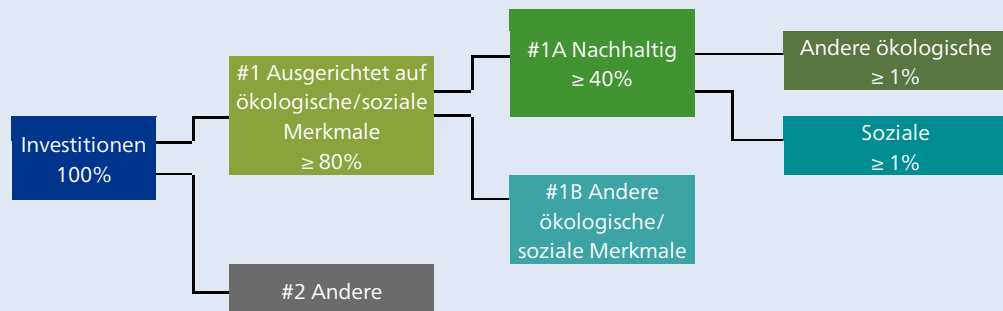 Investitionen
100%
#1 Ausgerichtet auf
ökologische/soziale
Merkmale
≥ 80%
#2 Andere
#1A Nachhaltig
≥ 40%
#1B Andere
ökologische/
soziale Merkmale
Andere ökologische
≥ 1%
Soziale
≥ 1%